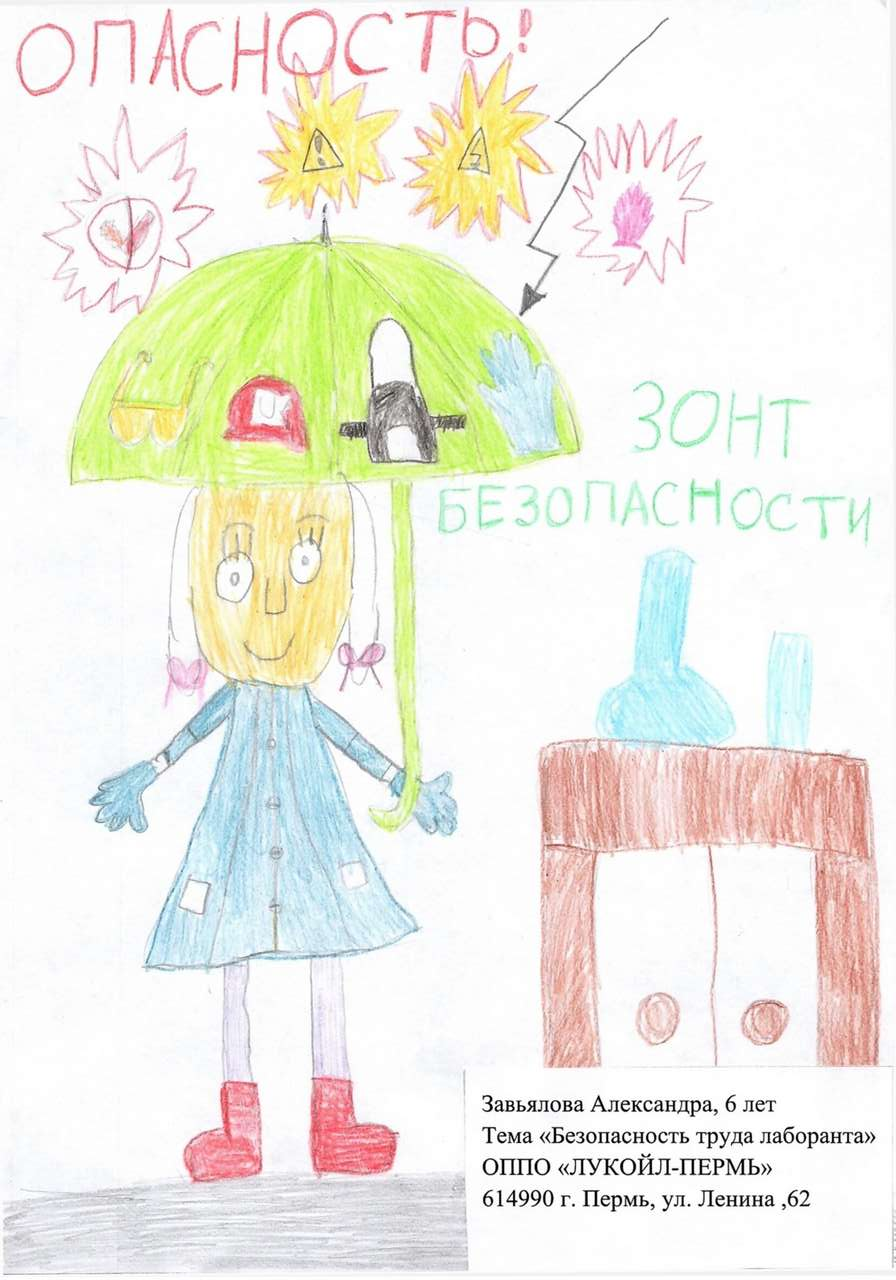 ОПАСНОСТЬ!
ЗОНТ
БЕЗОПАСНОСТИ
Завьялова Александра, 6 лет
Тема «Безопасность труда лаборанта»
ОППО «ЛУКОЙЛ-ПЕРМЬ»
614990 г. Пермь, ул. Ленина ,62